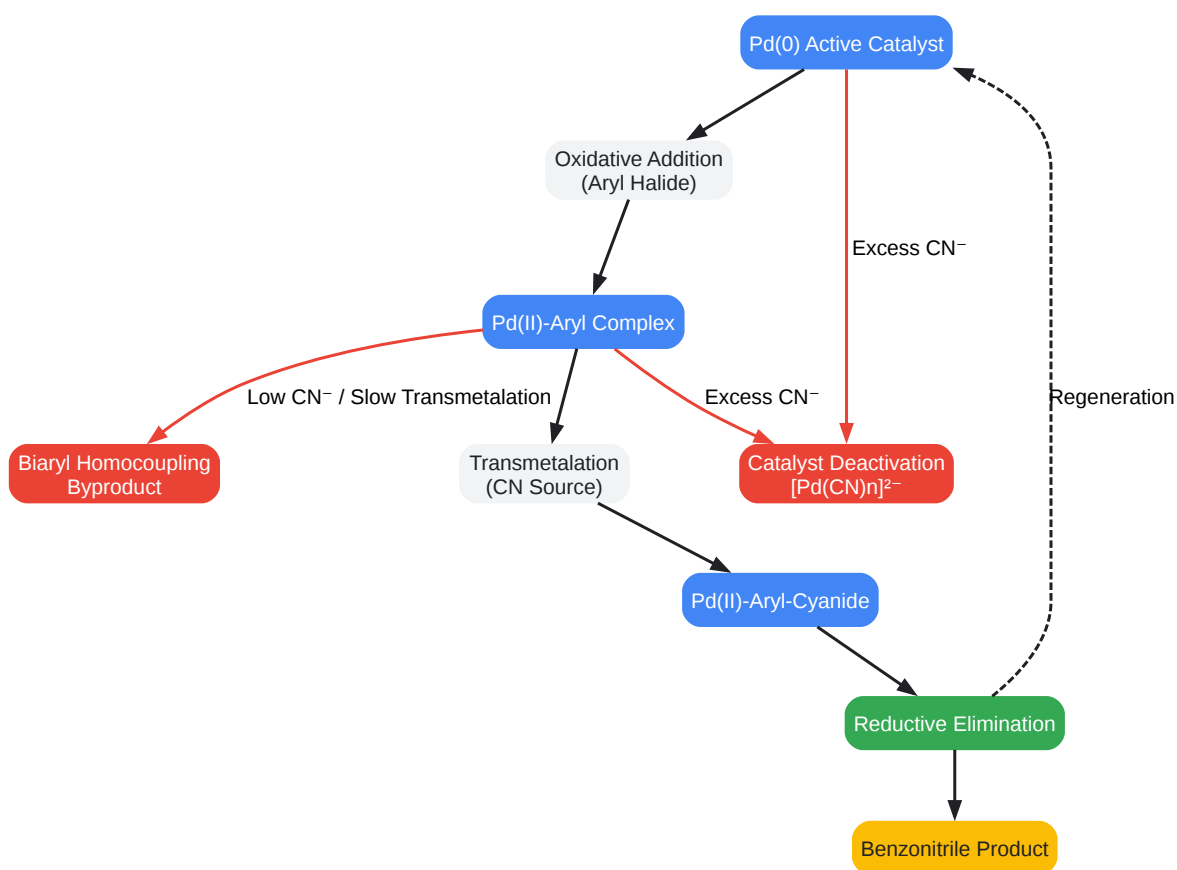 Pd(0) Active Catalyst
Oxidative Addition
(Aryl Halide)
Excess CN⁻
Pd(II)-Aryl Complex
Low CN⁻ / Slow Transmetalation
Excess CN⁻
Regeneration
Biaryl Homocoupling
Byproduct
Transmetalation
(CN Source)
Catalyst Deactivation
[Pd(CN)n]²⁻
Pd(II)-Aryl-Cyanide
Reductive Elimination
Benzonitrile Product